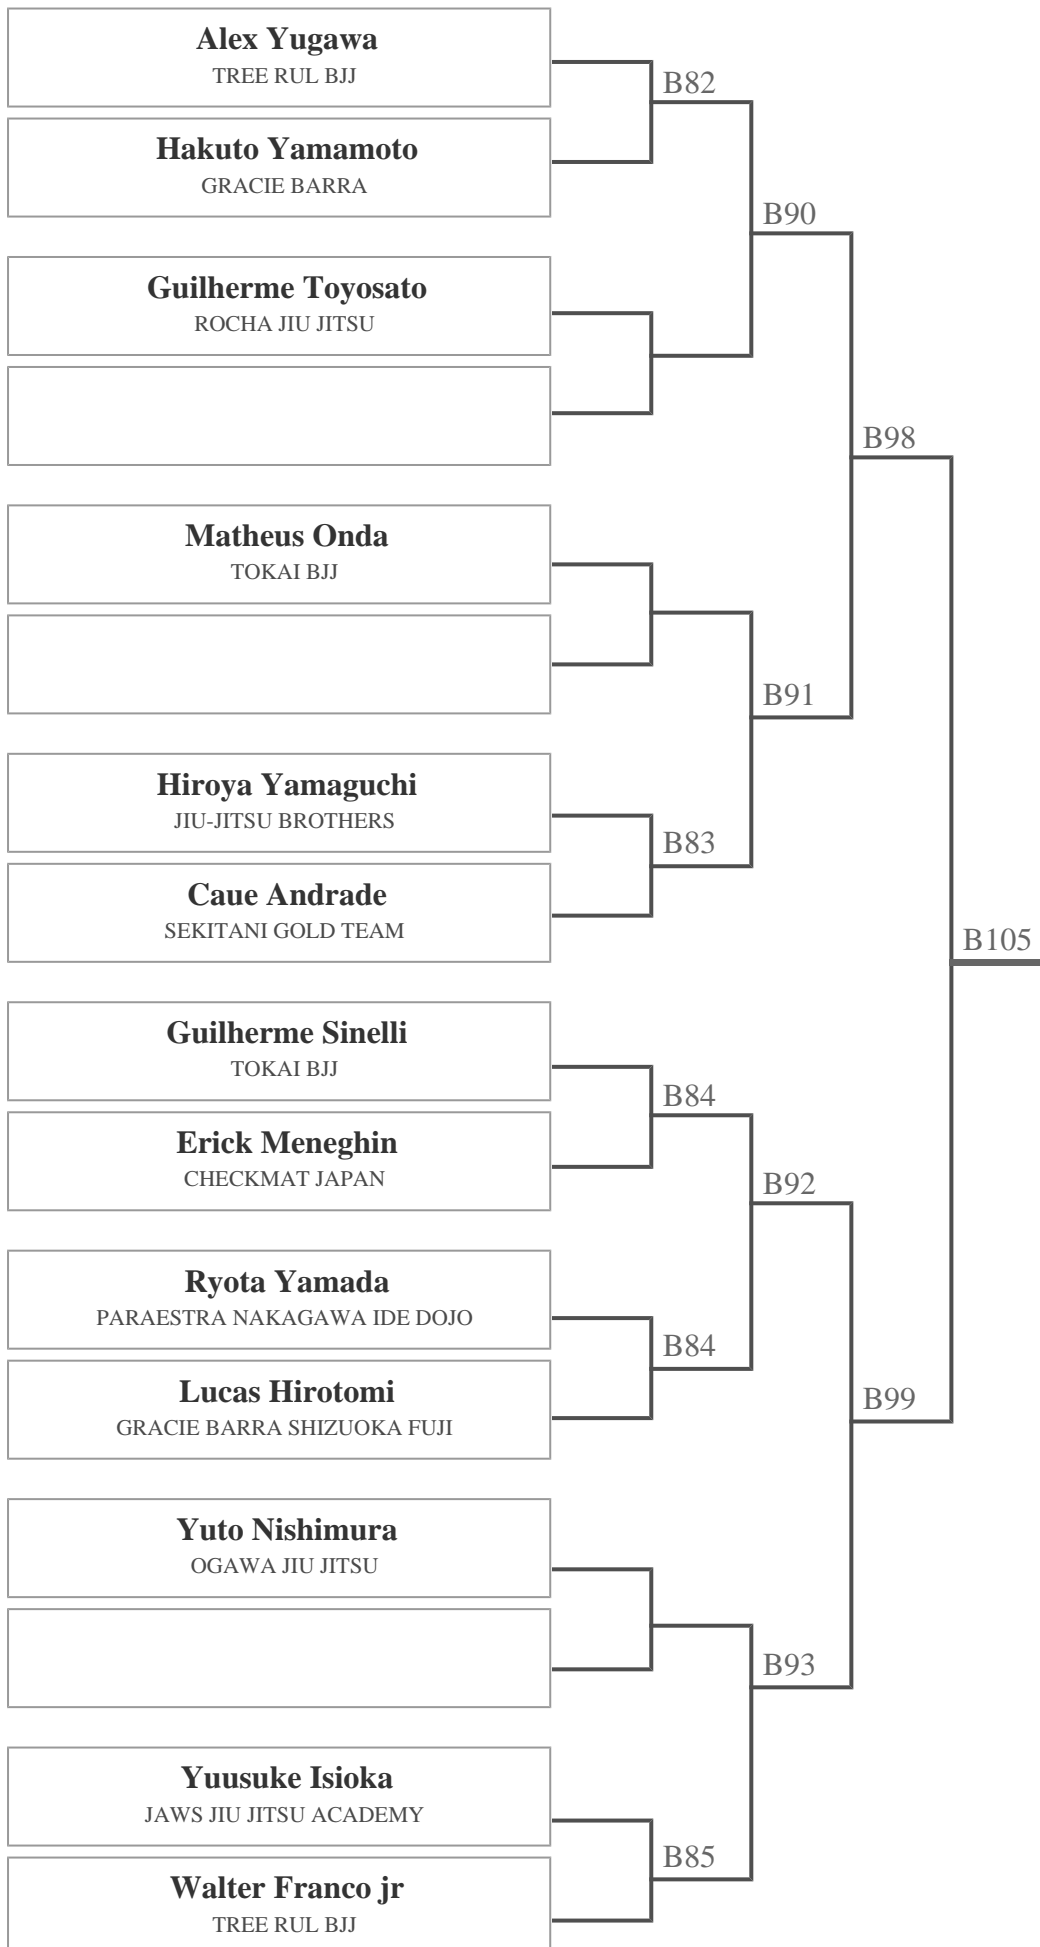 Alex Yugawa
TREE RUL BJJ
B82
Hakuto Yamamoto
GRACIE BARRA
B90
Guilherme Toyosato
ROCHA JIU JITSU
B98
Matheus Onda
TOKAI BJJ
B91
Hiroya Yamaguchi
JIU-JITSU BROTHERS
B83
Caue Andrade
SEKITANI GOLD TEAM
B105
Guilherme Sinelli
TOKAI BJJ
B84
Erick Meneghin
CHECKMAT JAPAN
B92
Ryota Yamada
PARAESTRA NAKAGAWA IDE DOJO
B84
Lucas Hirotomi
GRACIE BARRA SHIZUOKA FUJI
B99
Yuto Nishimura
OGAWA JIU JITSU
B93
Yuusuke Isioka
JAWS JIU JITSU ACADEMY
B85
Walter Franco jr
TREE RUL BJJ